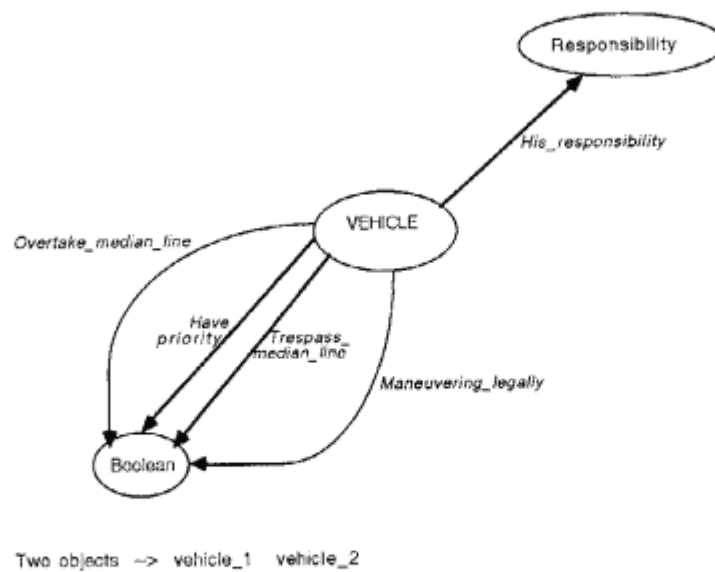 Responsibility
His_responsibility
VEHICLE
Overtake_median_line
Have
priority
Trespass_
median_line
Maneuvering_legally
Boolean
Two objects -> vehicle_1 vehicle_2